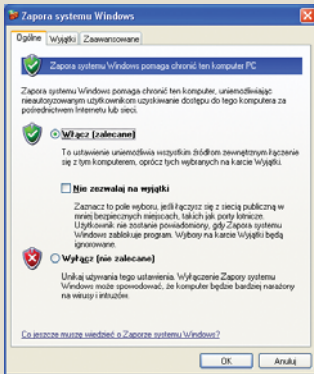 Zapora systemu Windows
Ogólne Wyjątki Zaawansowane
Zapora systemu Windows pomaga chronić ten komputer PC
Zapora systemu Windows pomaga chronić ten komputer, uniemożliwiając
nieautoryzowanym użytkownikom uzyskiwanie dostępu do tego komputera za
pośrednictwem Internetu lub sieci.
Włącz (zalecane)
To ustawienie uniemożliwia wszystkim źródłom zewnętrznym łączenie
się z tym komputerem, oprócz tych wybranych na karcie Wyjątki.
Nie zezwalaj na wyjątki
Zaznacz to pole wyboru, jeśli łączysz się z siecią publiczną w
mniej bezpiecznych miejscach, takich jak porty lotnicze.
Użytkownik nie zostanie powiadomiony, gdy Zapora systemu
Windows zablokuje program. Wybory na karcie Wyjątki będą
ignorowane.
Wyłącz (nie zalecane)
Unikaj używania tego ustawienia. Wyłączenie Zapory systemu
Windows może spowodować, że komputer będzie bardziej narażony
na wirusy i intruzów.
Co jeszcze muszę wiedzieć o Zaporze systemu Windows?
OK Anuluj